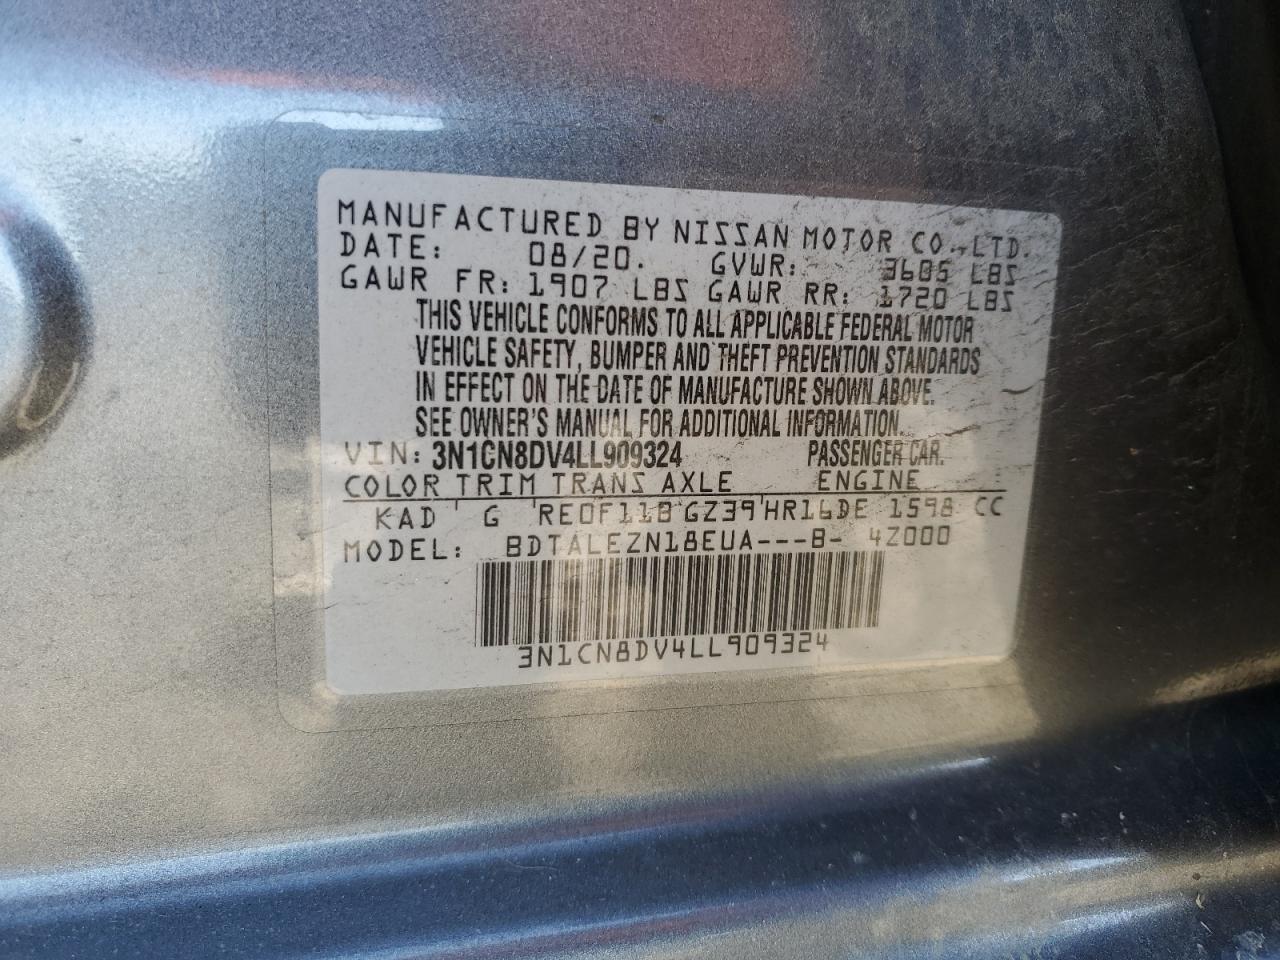 MANUFACTURED BY NISSAN MOTOR CO.,LTD.
DATE: 08/20. GVWR: 3605 LBS
GAWR FR: 1907 LBS GAWR RR: 1720 LBS
THIS VEHICLE CONFORMS TO ALL APPLICABLE FEDERAL MOTOR
VEHICLE SAFETY, BUMPER AND THEFT PREVENTION STANDARDS
IN EFFECT ON THE DATE OF MANUFACTURE SHOWN ABOVE.
SEE OWNER'S MANUAL FOR ADDITIONAL INFORMATION.
VIN: 3N1CN8DV4LL909324 PASSENGER CAR.
COLOR TRIM TRANS AXLE ENGINE
KAD ' G ' RE0F11B GZ39 ' HR16DE 1598 CC
MODEL: BDTALEZN18EUA---B- 4Z000
3N1CN8DV4LL909324